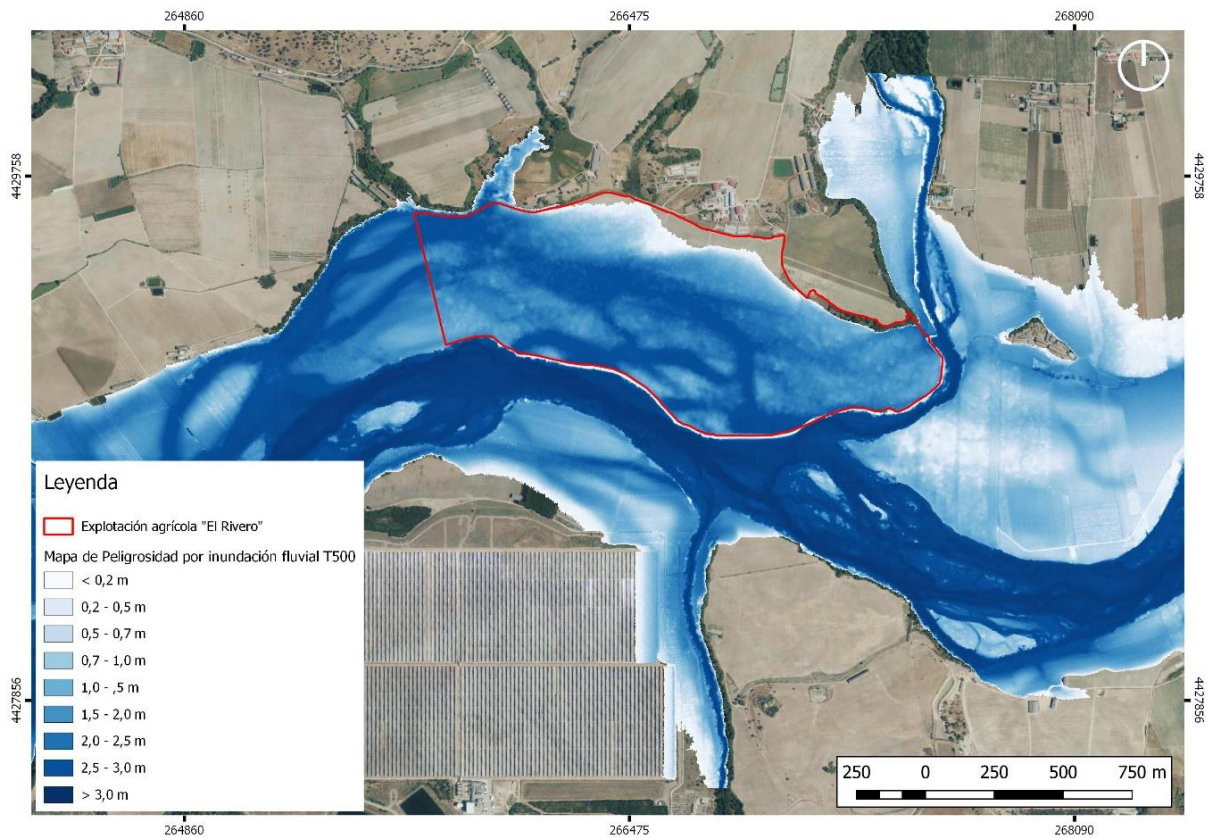 264860
266475
268090
4429758
4429758
Leyenda
Explotación agrícola "El Rivero"
Mapa de Peligrosidad por inundación fluvial T500
< 0,2 m
0,2 - 0,5 m
0,5 - 0,7 m
0,7 - 1,0 m
1,0 - ,5 m
1,5 - 2,0 m
2,0 - 2,5 m
2,5 - 3,0 m
> 3,0 m
4427856
4427856
250 0 250 500 750 m
264860
266475
268090